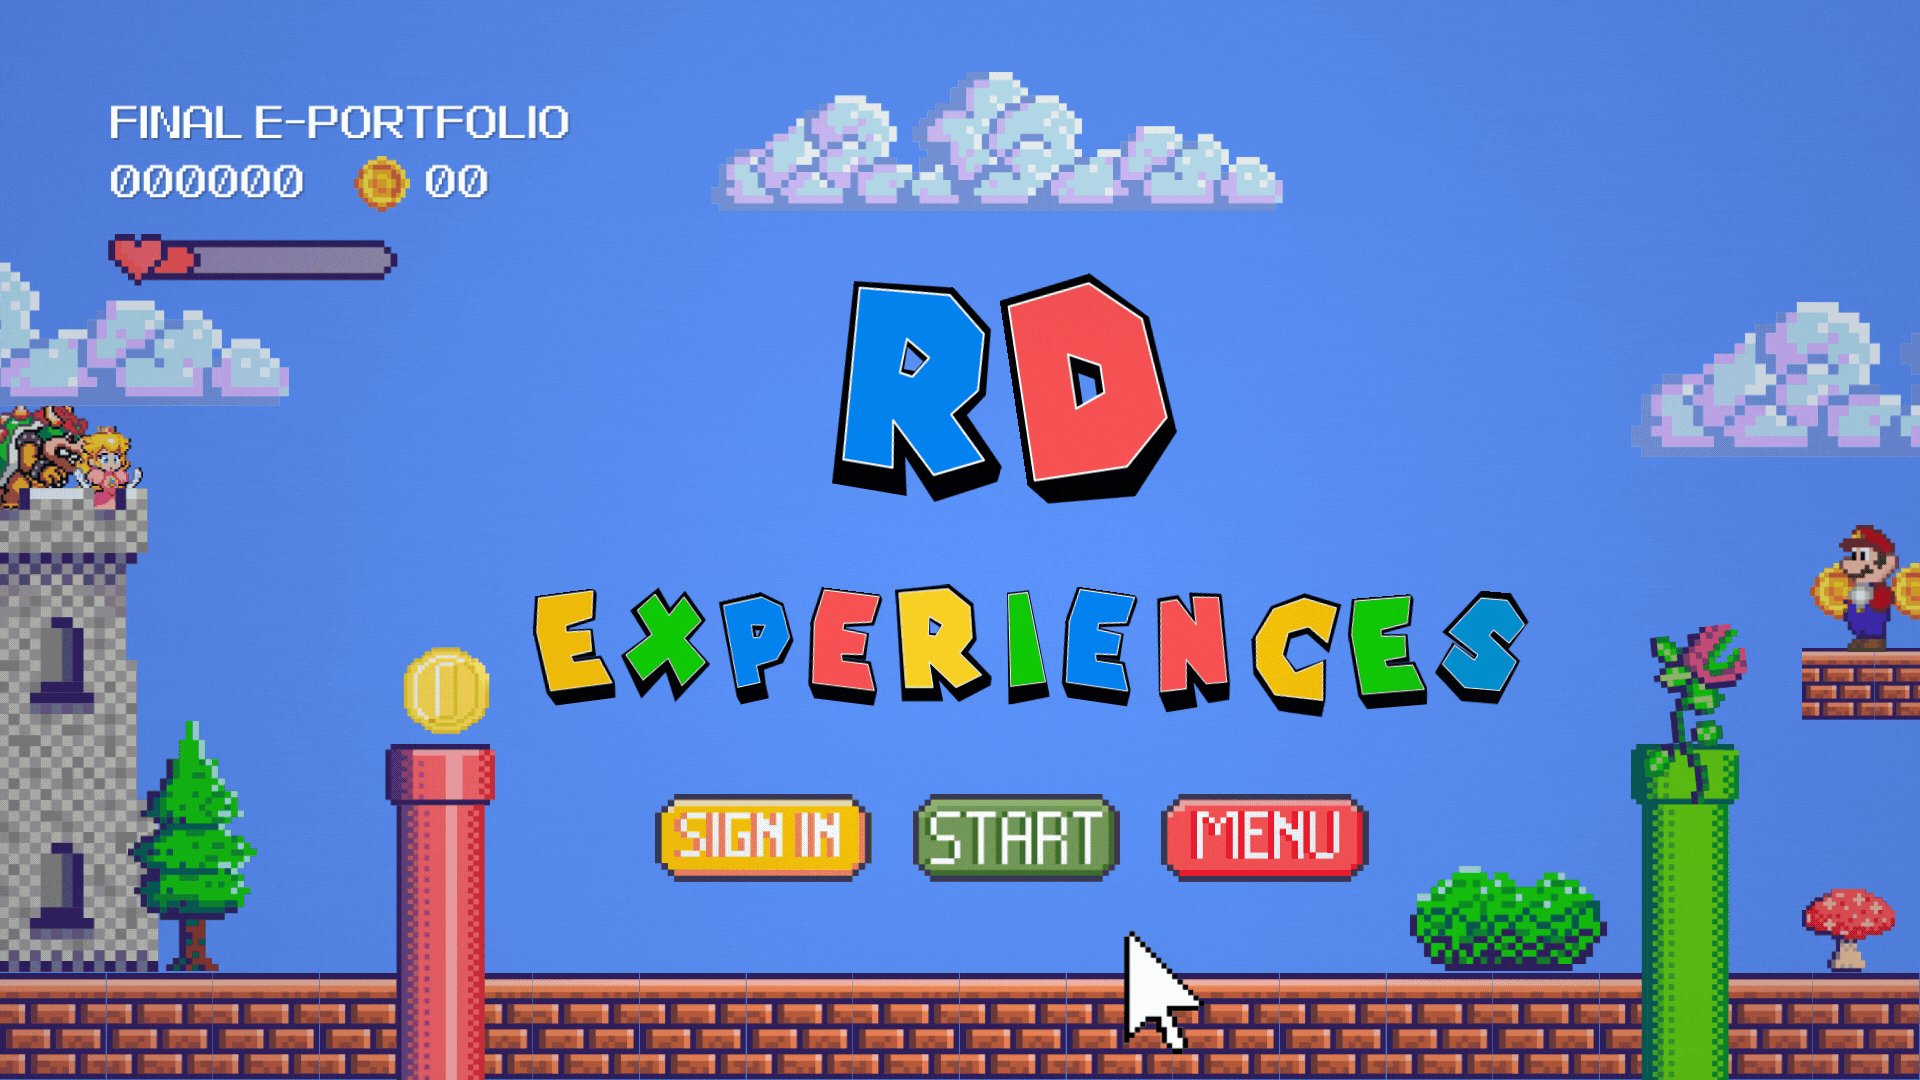 FINAL E-PORTFOLIO
000000 00
RD
EXPERIENCES
SIGN IN START MENU